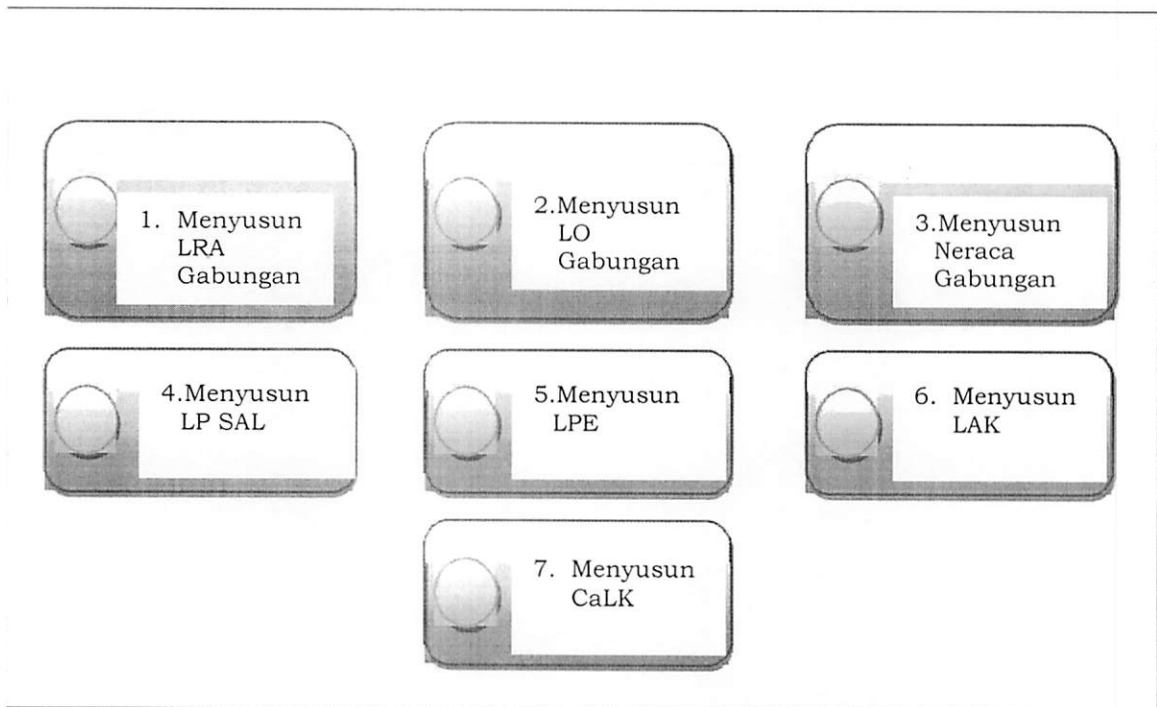 1. Menyusun
LRA
Gabungan
2.Menyusun
LO
Gabungan
3.Menyusun
Neraca
Gabungan
4.Menyusun
LP SAL
5.Menyusun
LPE
6. Menyusun
LAK
7. Menyusun
CaLK